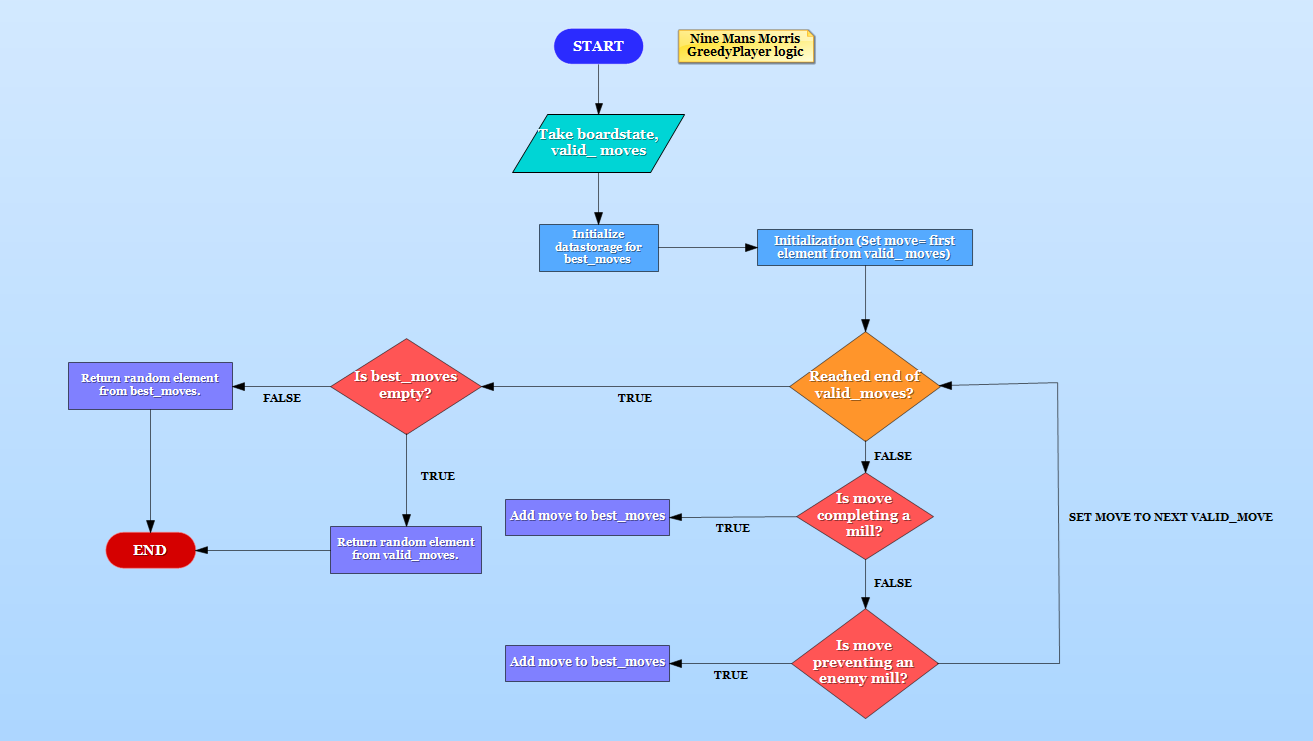 START
Nine Mans Morris
GreedyPlayer logic
Take boardstate,
valid_ moves
Initialize
datastorage for
best_moves
Initialization (Set move= first
element from valid_ moves)
Reached end of
valid_moves?
TRUE
Is best_moves
empty?
FALSE
Return random element
from best_moves.
TRUE
Return random element
from valid_moves.
END
FALSE
Is move
completing a
mill?
TRUE
Add move to best_moves
FALSE
Is move
preventing an
enemy mill?
TRUE
Add move to best_moves
SET MOVE TO NEXT VALID_MOVE